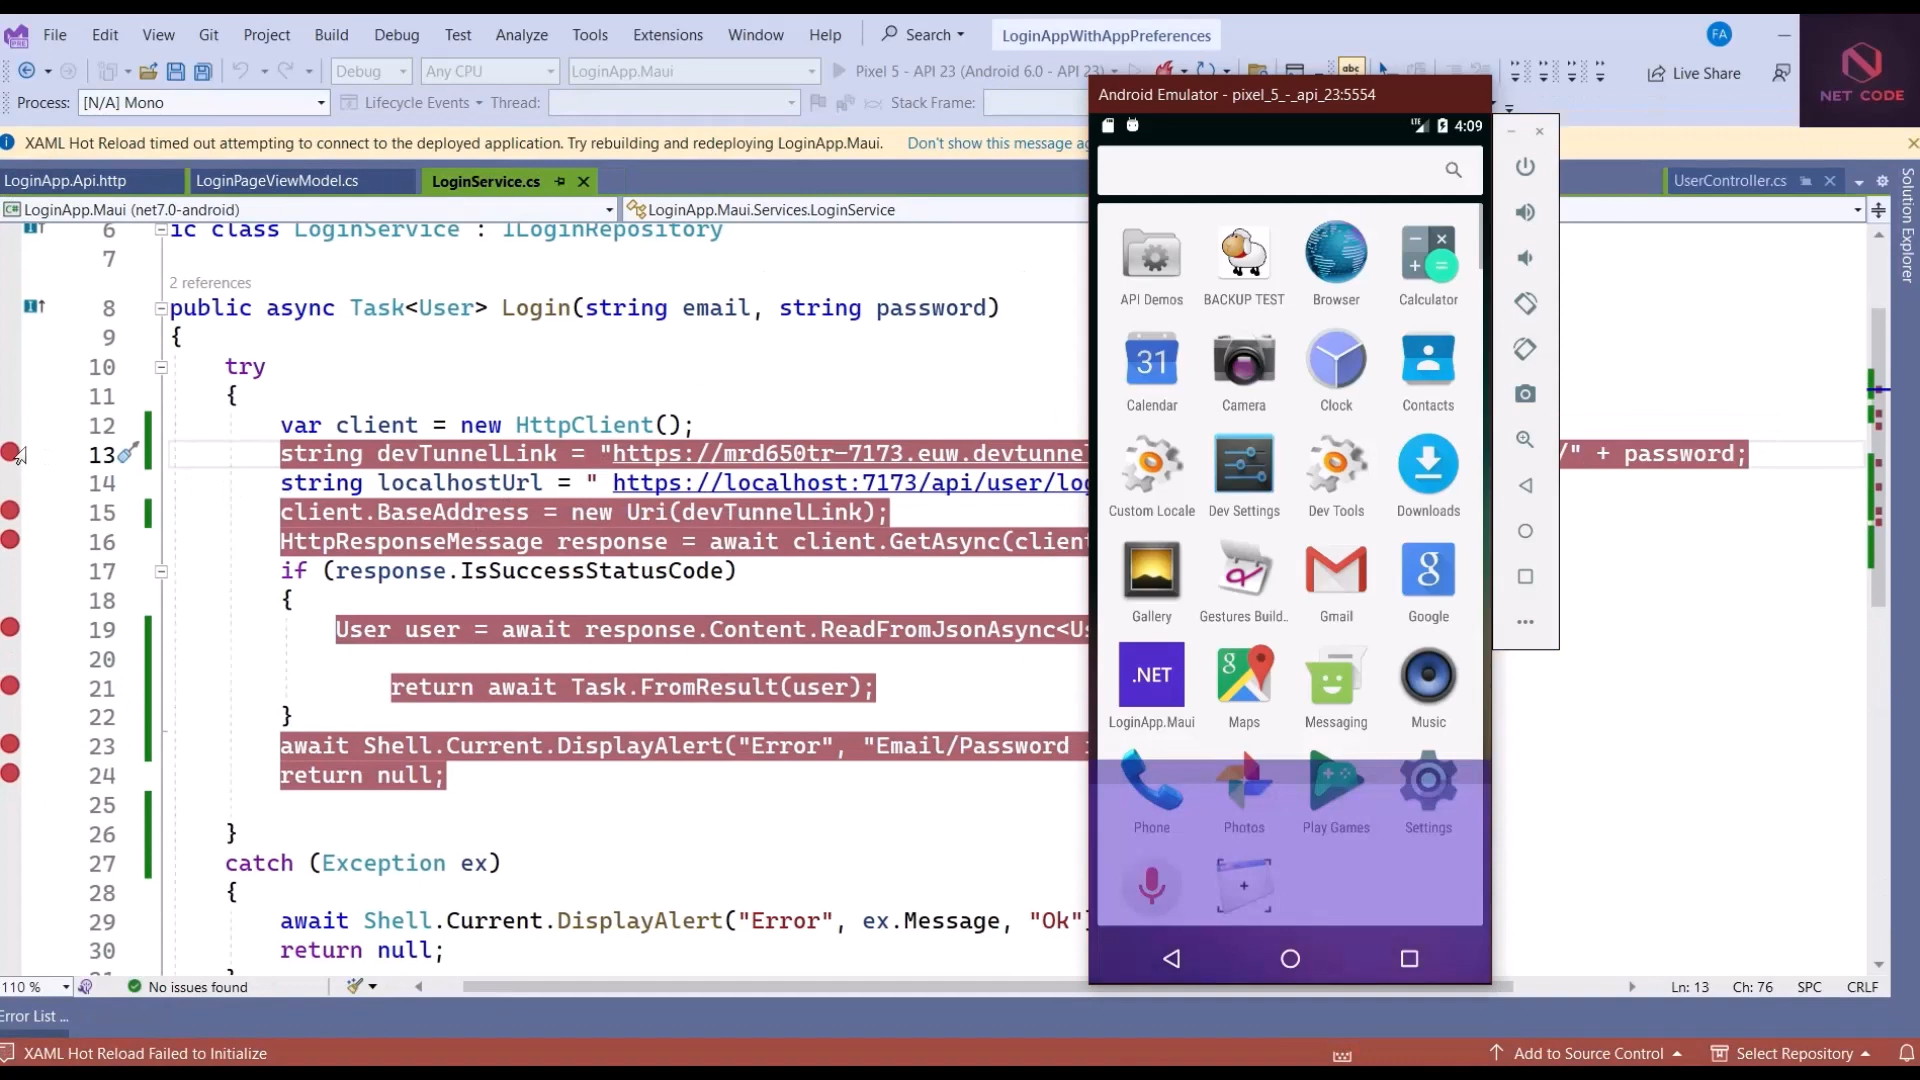 File Edit View Git Project Build Debug Test Analyze Tools Extensions Window Help Search LoginAppWithAppPreferences FA
Debug Any CPU LoginApp.Maui Pixel 5 - API 23 (Android 6.0 - API 23) abc Live Share
NET CODE
Process: [N/A] Mono Lifecycle Events Thread: Stack Frame:
XAML Hot Reload timed out attempting to connect to the deployed application. Try rebuilding and redeploying LoginApp.Maui. Don't show this message
LoginApp.Api.http LoginPageViewModel.cs LoginService.cs UserController.cs
LoginApp.Maui (net7.0-android) LoginApp.Maui.Services.LoginService
Solution Explorer
6 ic class LoginService : ILoginRepository
7
2 references
8 public async Task<User> Login(string email, string password)
9 {
10 try
11 {
12 var client = new HttpClient();
13 string devTunnelLink = "https://mrd650tr-7173.euw.devtunne /" + password;
14 string localhostUrl = " https://localhost:7173/api/user/lo
15 client.BaseAddress = new Uri(devTunnelLink);
16 HttpResponseMessage response = await client.GetAsync(client
17 if (response.IsSuccessStatusCode)
18 {
19 User user = await response.Content.ReadFromJsonAsync<U
20
21 return await Task.FromResult(user);
22 }
23 await Shell.Current.DisplayAlert("Error", "Email/Password
24 return null;
25
26 }
27 catch (Exception ex)
28 {
29 await Shell.Current.DisplayAlert("Error", ex.Message, "Ok"
30 return null;
Android Emulator - pixel_5_-_api_23:5554
LTE 4:09
API Demos BACKUP TEST Browser Calculator
31
Calendar Camera Clock Contacts
Custom Locale Dev Settings Dev Tools Downloads
Gallery Gestures Build.. Gmail Google
.NET
LoginApp.Maui Maps Messaging Music
Phone Photos Play Games Settings
110 % No issues found Ln: 13 Ch: 76 SPC CRLF
Error List ...
XAML Hot Reload Failed to Initialize Add to Source Control Select Repository